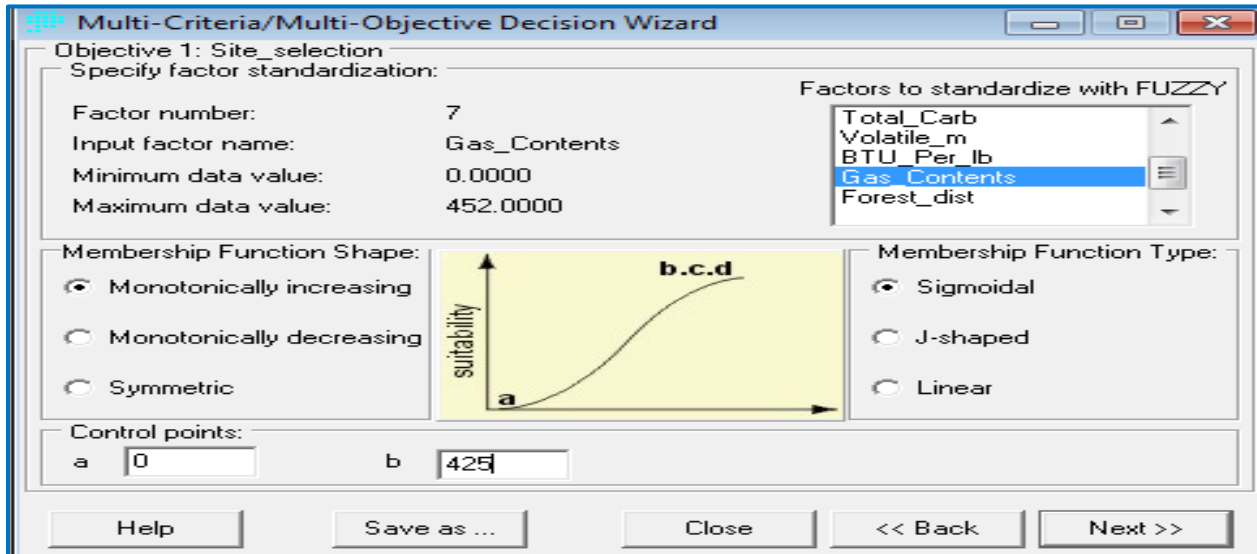 Multi-Criteria/Multi-Objective Decision Wizard
Objective 1: Site_selection
Specify factor standardization:
Factor number: 7
Input factor name: Gas_Contents
Minimum data value: 0.0000
Maximum data value: 452.0000
Factors to standardize with FUZZY
Total_Carb
Volatile_m
BTU_Per_lb
Gas_Contents
Forest_dist
Membership Function Shape:
Monotonically increasing
Monotonically decreasing
Symmetric
suitability
a
b.c.d
Membership Function Type:
Sigmoidal
J-shaped
Linear
Control points:
a 0 b 425
Help Save as ... Close << Back Next >>